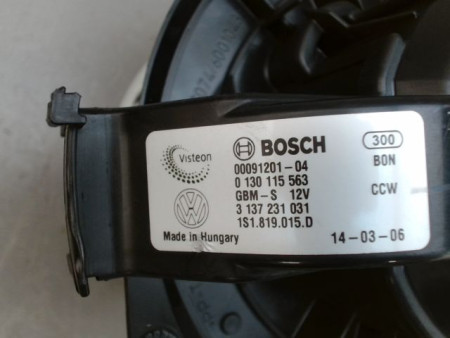 Visteon
BOSCH
300
00091201-04
BON
0 130 115 563
GBM-S 12V
CCW
3 137 231 031
1S1.819.015.D
Made in Hungary
14-03-06